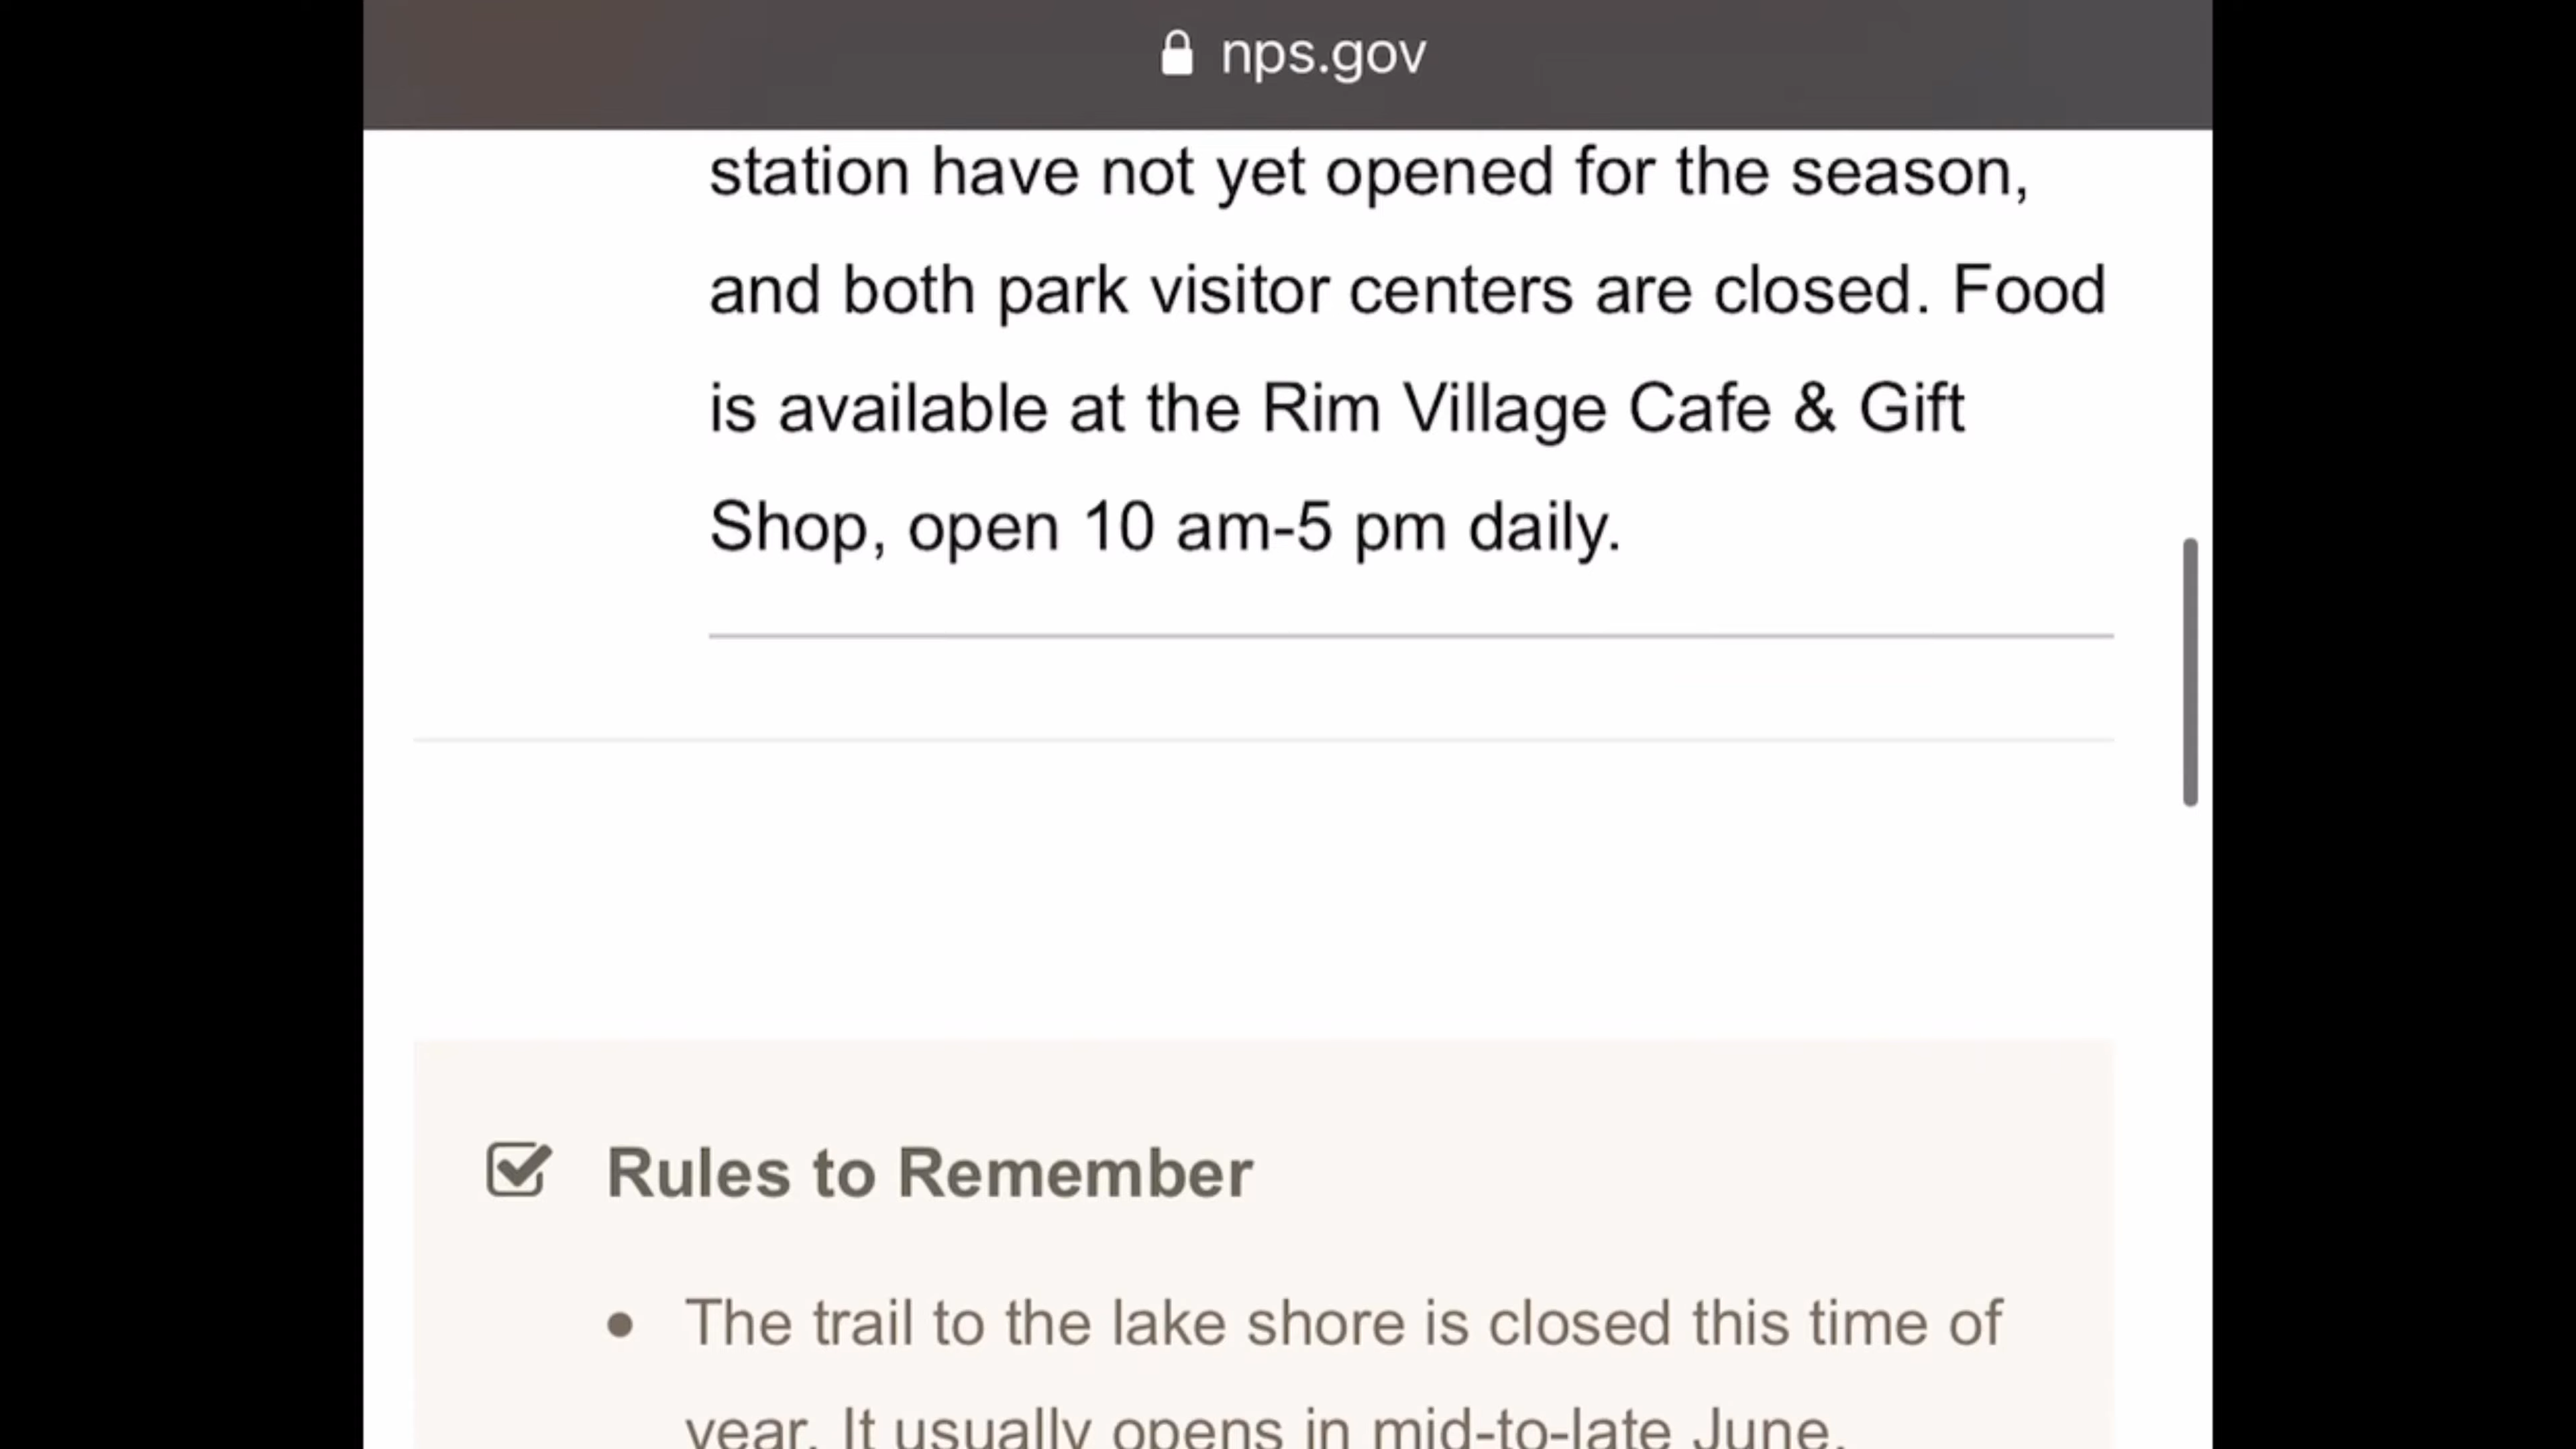 nps.gov
station have not yet opened for the season,
and both park visitor centers are closed. Food
is available at the Rim Village Cafe & Gift
Shop, open 10 am-5 pm daily.
Rules to Remember
The trail to the lake shore is closed this time of
year. It usually opens in mid-to-late June.